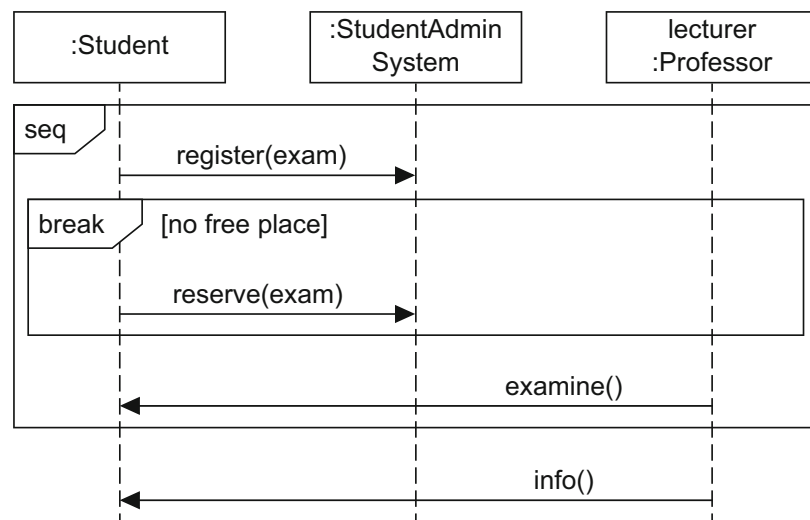 :Student
:StudentAdmin
System
lecturer
:Professor
seq
register(exam)
break
[no free place]
reserve(exam)
examine()
info()